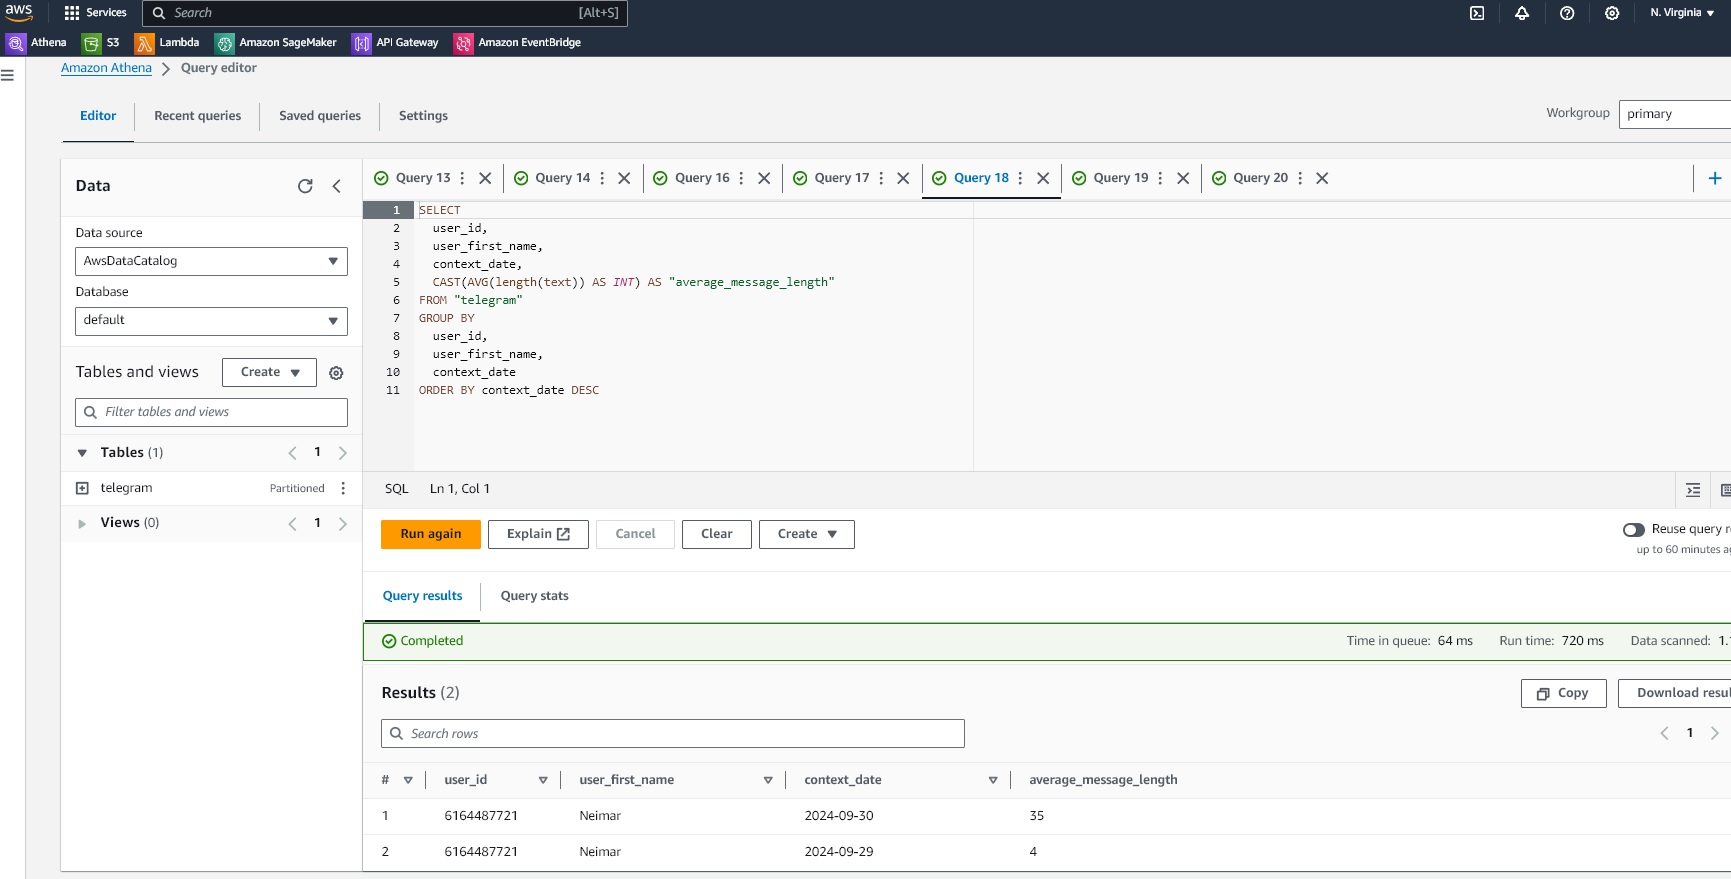 aws Services Search [Alt+S] N. Virginia
Athena S3 Lambda Amazon SageMaker API Gateway Amazon EventBridge
Amazon Athena > Query editor
Editor Recent queries Saved queries Settings Workgroup primary
Data
Data source
AwsDataCatalog
Database
default
Tables and views Create
Filter tables and views
Tables (1) < 1 >
telegram Partitioned
Views (0) < 1 >
Query 13 Query 14 Query 16 Query 17 Query 18 Query 19 Query 20
1 SELECT
2 user_id,
3 user_first_name,
4 context_date,
5 CAST(AVG(length(text)) AS INT) AS "average_message_length"
6 FROM "telegram"
7 GROUP BY
8 user_id,
9 user_first_name,
10 context_date
11 ORDER BY context_date DESC
SQL Ln 1, Col 1
Run again Explain Cancel Clear Create Reuse query
up to 60 minutes
Query results Query stats
Completed Time in queue: 64 ms Run time: 720 ms Data scanned:
Results (2) Copy Download
Search rows < 1 >
# user_id user_first_name context_date average_message_length
1 6164487721 Neimar 2024-09-30 35
2 6164487721 Neimar 2024-09-29 4